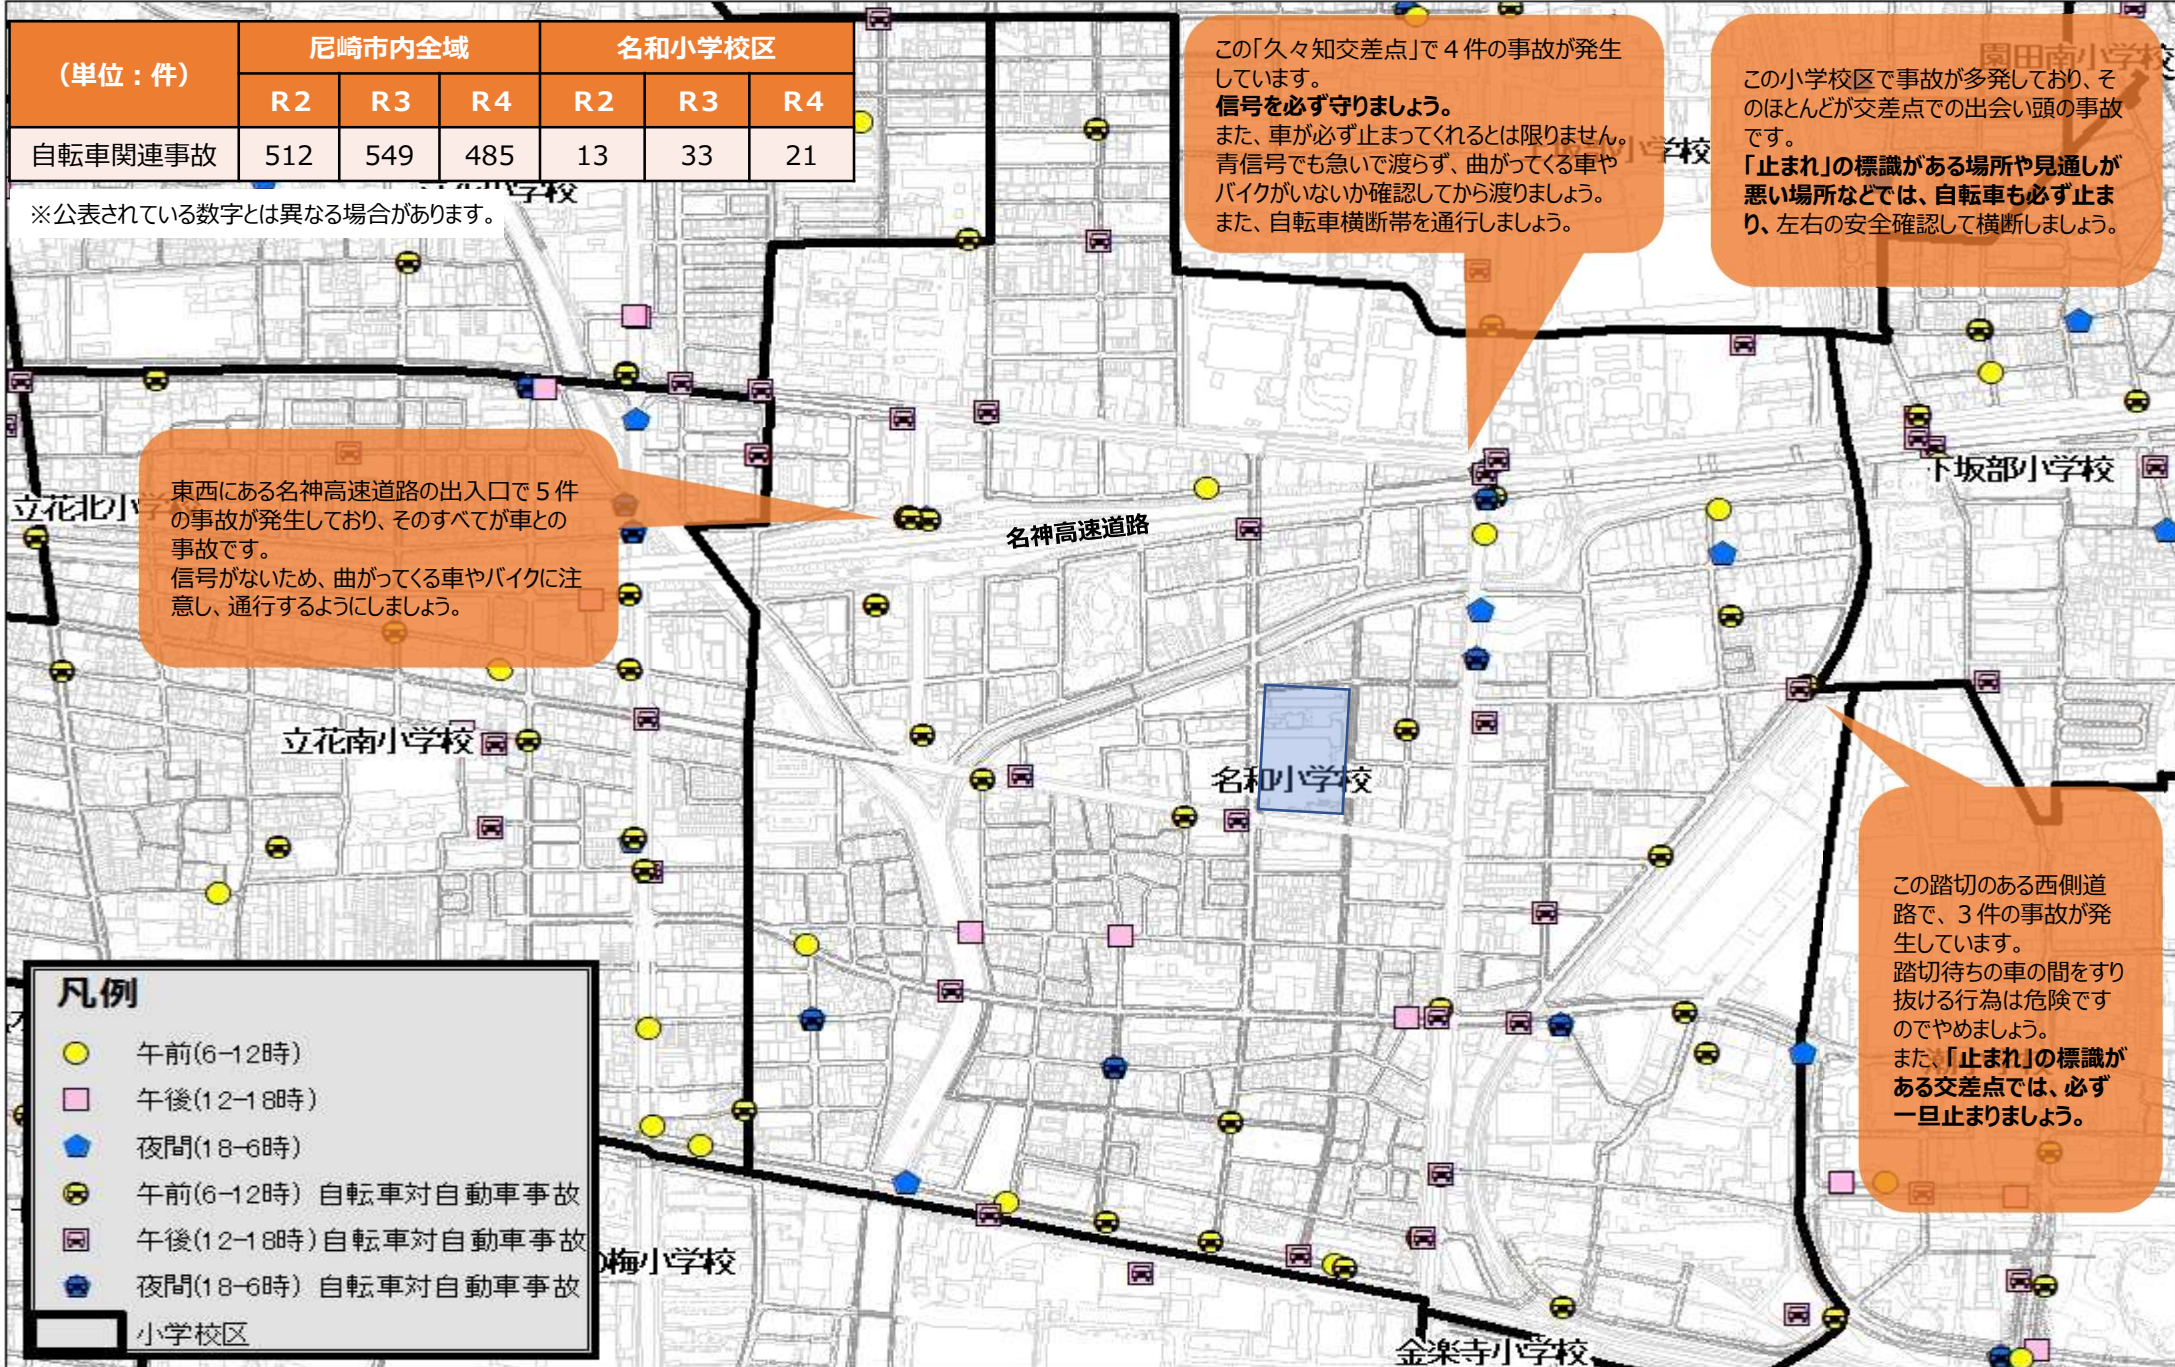 (単位：件) 尼崎市内全域 名和小学校区
R2 R3 R4 R2 R3 R4
自転車関連事故 512 549 485 13 33 21
※公表されている数字とは異なる場合があります。
この「久々知交差点」で４件の事故が発生
しています。
信号を必ず守りましょう。
また、車が必ず止まってくれるとは限りません。
青信号でも急いで渡らず、曲がってくる車や
バイクがいないか確認してから渡りましょう。
また、自転車横断帯を通行しましょう。
園田南小学校
この小学校区で事故が多発しており、そ
のほとんどが交差点での出会い頭の事故
です。
「止まれ」の標識がある場所や見通しが
悪い場所などでは、自転車も必ず止ま
り、左右の安全確認して横断しましょう。
小学校
小学校
東西にある名神高速道路の出入口で５件
の事故が発生しており、そのすべてが車との
事故です。
信号がないため、曲がってくる車やバイクに注
意し、通行するようにしましょう。
立花北小学校
名神高速道路
下坂部小学校
立花南小学校
名和小学校
この踏切のある西側道
路で、３件の事故が発
生しています。
踏切待ちの車の間をすり
抜ける行為は危険です
のでやめましょう。
また、「止まれ」の標識が
ある交差点では、必ず
一旦止まりましょう。
凡例
午前(6-12時)
午後(12-18時)
夜間(18-6時)
午前(6-12時) 自転車対自動車事故
午後(12-18時)自転車対自動車事故
夜間(18-6時) 自転車対自動車事故
小学校区
梅小学校
金楽寺小学校